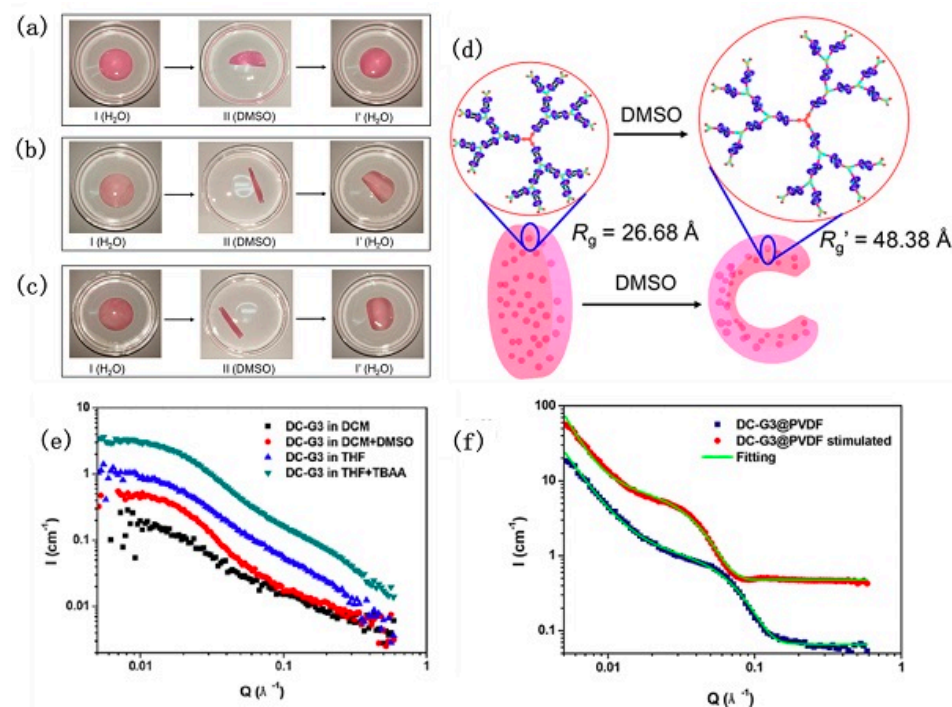 (a)
I (H₂O)
II (DMSO)
I' (H₂O)
(b)
I (H₂O)
II (DMSO)
I' (H₂O)
(c)
I (H₂O)
II (DMSO)
I' (H₂O)
(d)
DMSO
Rg = 26.68 Å
Rg' = 48.38 Å
DMSO
(e)
DC-G3 in DCM
DC-G3 in DCM+DMSO
DC-G3 in THF
DC-G3 in THF+TBAA
I (cm⁻¹)
10
1
0.1
0.01
0.01
0.1
1
Q (Å⁻¹)
(f)
DC-G3@PVDF
DC-G3@PVDF stimulated
Fitting
I (cm⁻¹)
100
10
1
0.1
0.01
0.1
1
Q (Å⁻¹)